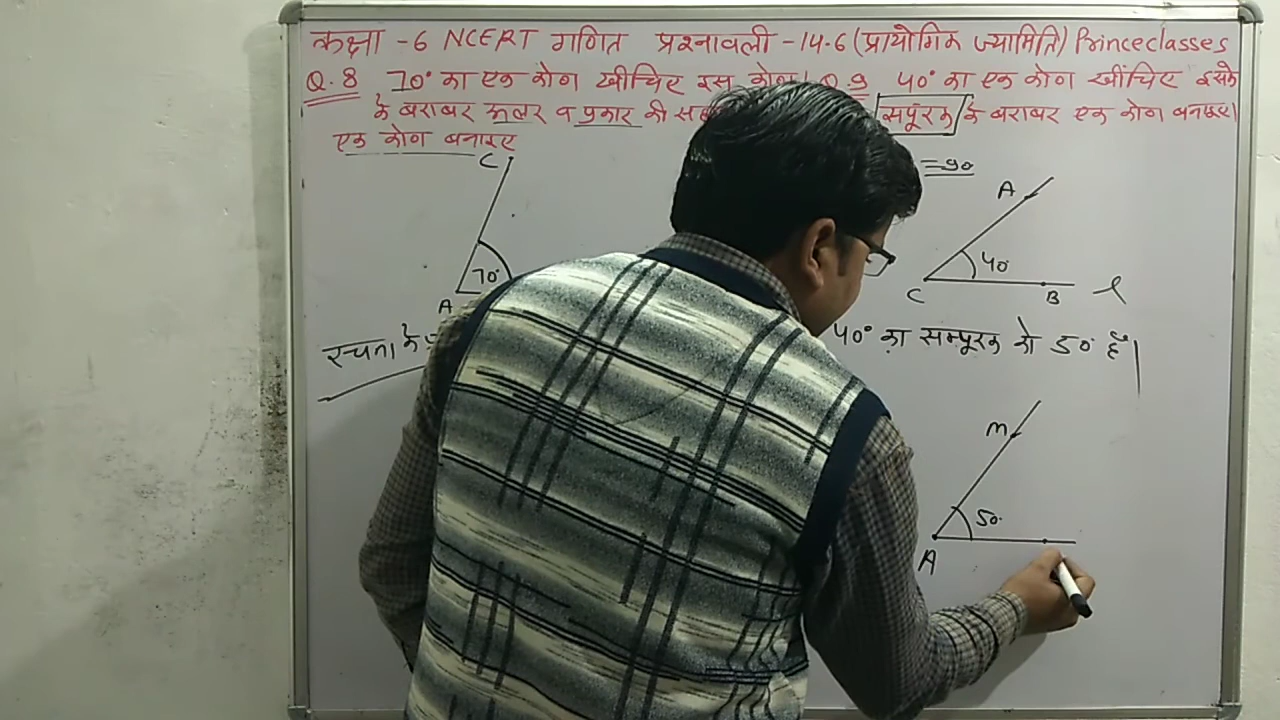 कक्षा -6 NCERT गणित प्रश्नावली -14.6 (प्रायोगिक ज्यामिति) Princeclasses
Q.8 70° का एक कोण खीचिए इस कोण
के बराबर रूलर व प्रकार की
एक कोण बनाइए
Q.9 40° का एक कोण खींचिए इसके
संपूरक के बराबर एक कोण बनाइए।
=90
C
70°
A
रचना के
A
40°
C
B
l
40° का सम्पूरक को 50° है।
M
50°
A